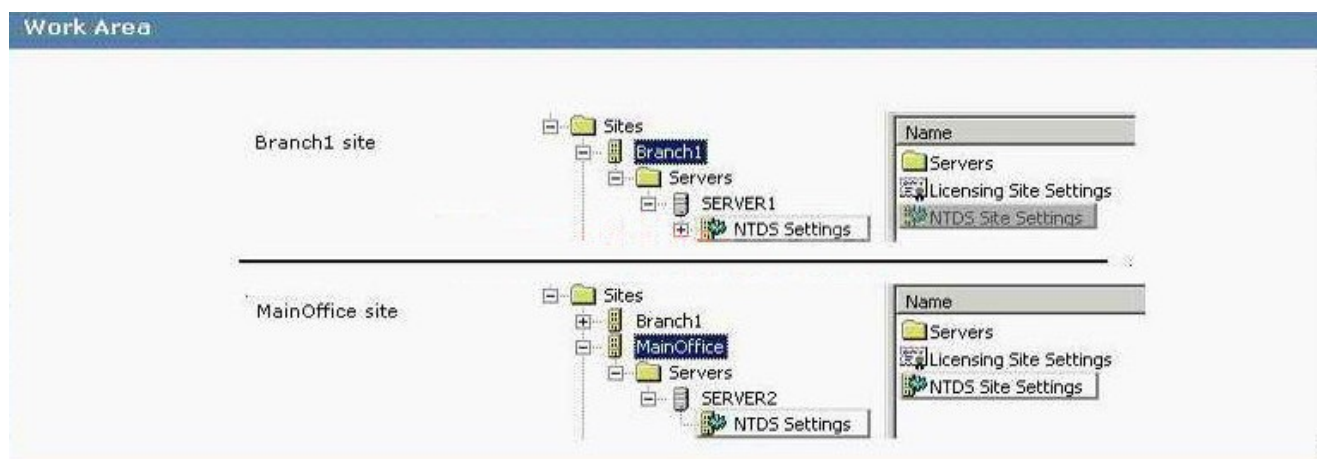 Work Area
Branch1 site
Sites
Branch1
Servers
SERVER1
NTDS Settings
Name
Servers
Licensing Site Settings
NTDS Site Settings
MainOffice site
Sites
Branch1
MainOffice
Servers
SERVER2
NTDS Settings
Name
Servers
Licensing Site Settings
NTDS Site Settings